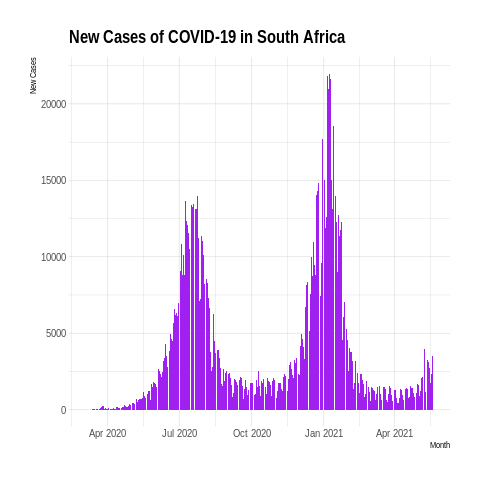 New Cases of COVID-19 in South Africa
New Cases
20000
15000
10000
5000
0
Apr 2020 Jul 2020 Oct 2020 Jan 2021 Apr 2021
Month